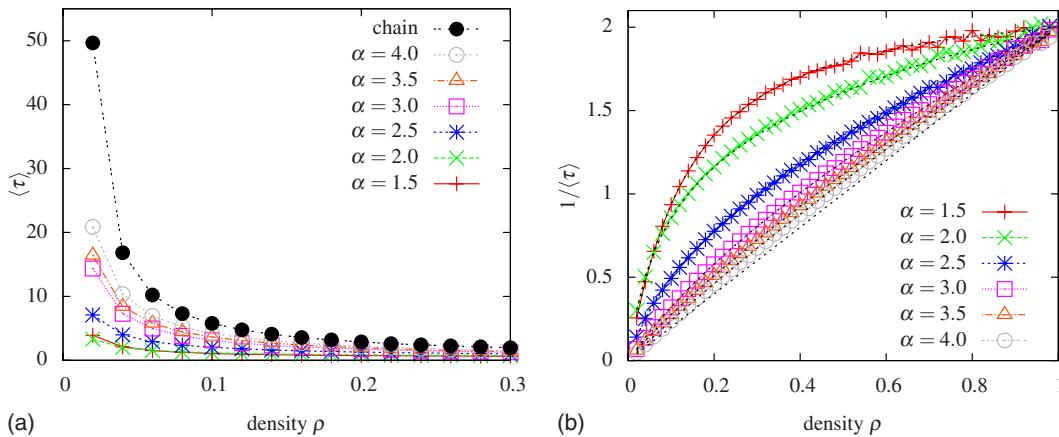 50
40
30
20
10
0
⟨τ⟩
chain
α = 4.0
α = 3.5
α = 3.0
α = 2.5
α = 2.0
α = 1.5
0 0.1 0.2 0.3
(a) density ρ
2
1.5
1
0.5
0
1/⟨τ⟩
α = 1.5
α = 2.0
α = 2.5
α = 3.0
α = 3.5
α = 4.0
0 0.2 0.4 0.6 0.8 1
(b) density ρ